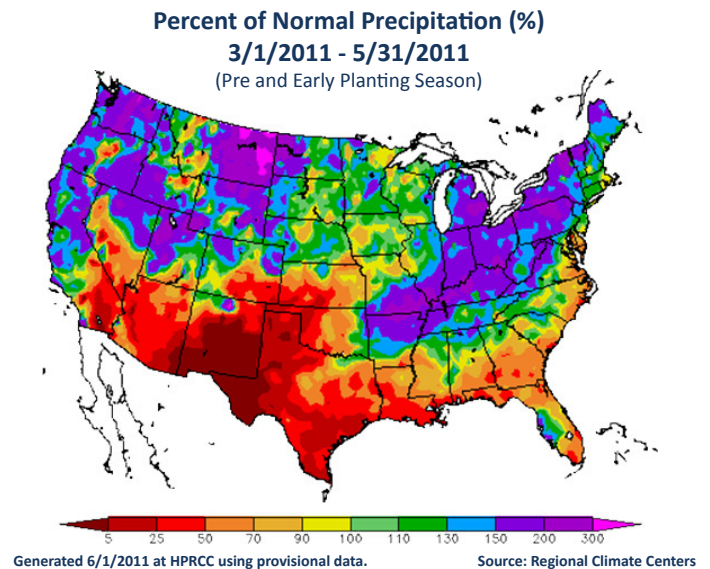 Percent of Normal Precipitation (%)
3/1/2011 - 5/31/2011
(Pre and Early Planting Season)
5 25 50 70 90 100 110 130 150 200 300
Generated 6/1/2011 at HPRCC using provisional data. Source: Regional Climate Centers